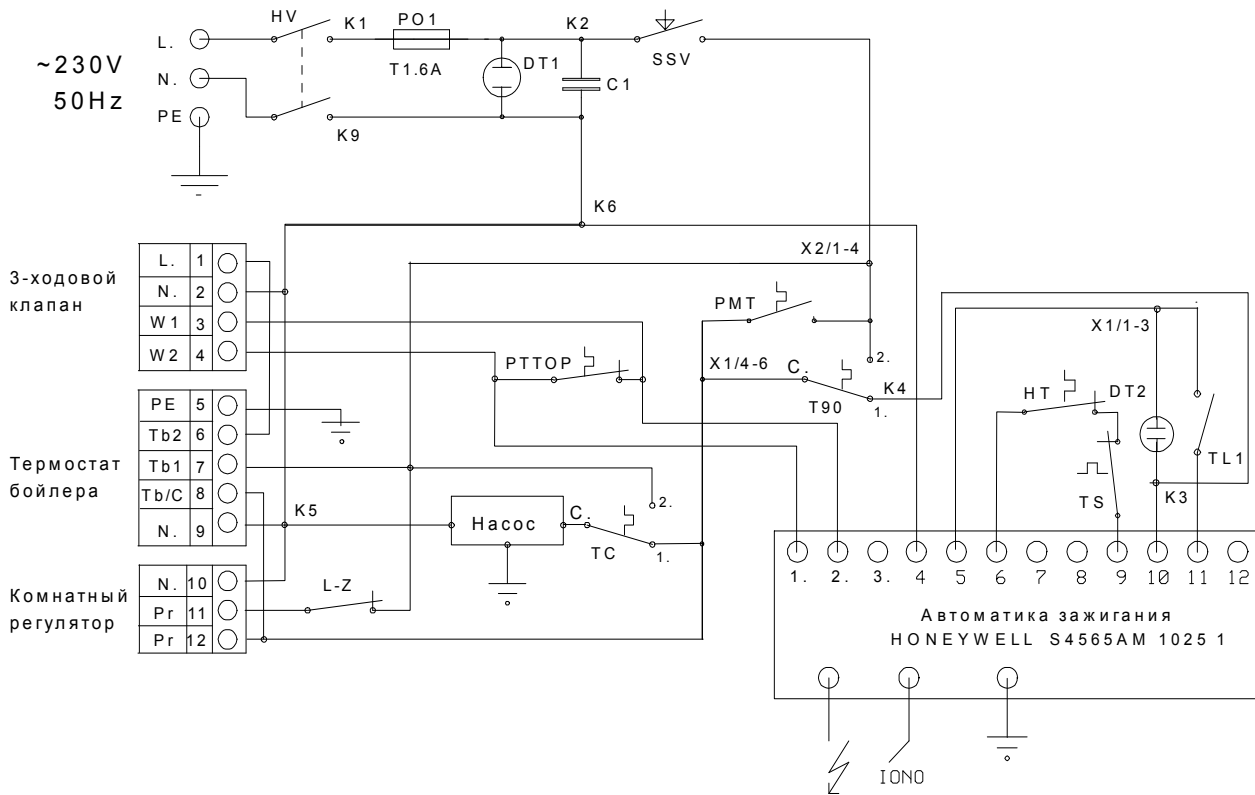 HV
K1
PO1
K2
L.
~230V
50Hz
N.
PE
T1.6A
DT1
C1
SSV
K9
K6
X2/1-4
3-ходовой
клапан
L. 1
N. 2
W1 3
W2 4
PMT
X1/1-3
PTTOP
X1/4-6
C.
2.
K4
1.
T90
HT
DT2
TL1
TS
K3
Термостат
бойлера
PE 5
Tb2 6
Tb1 7
Tb/C 8
N. 9
K5
Насос
C.
2.
TC
1.
Комнатный
регулятор
N. 10
Pr 11
Pr 12
L-Z
1. 2. 3. 4 5 6 7 8 9 10 11 12
Автоматика зажигания
HONEYWELL S4565AM 1025 1
IONO